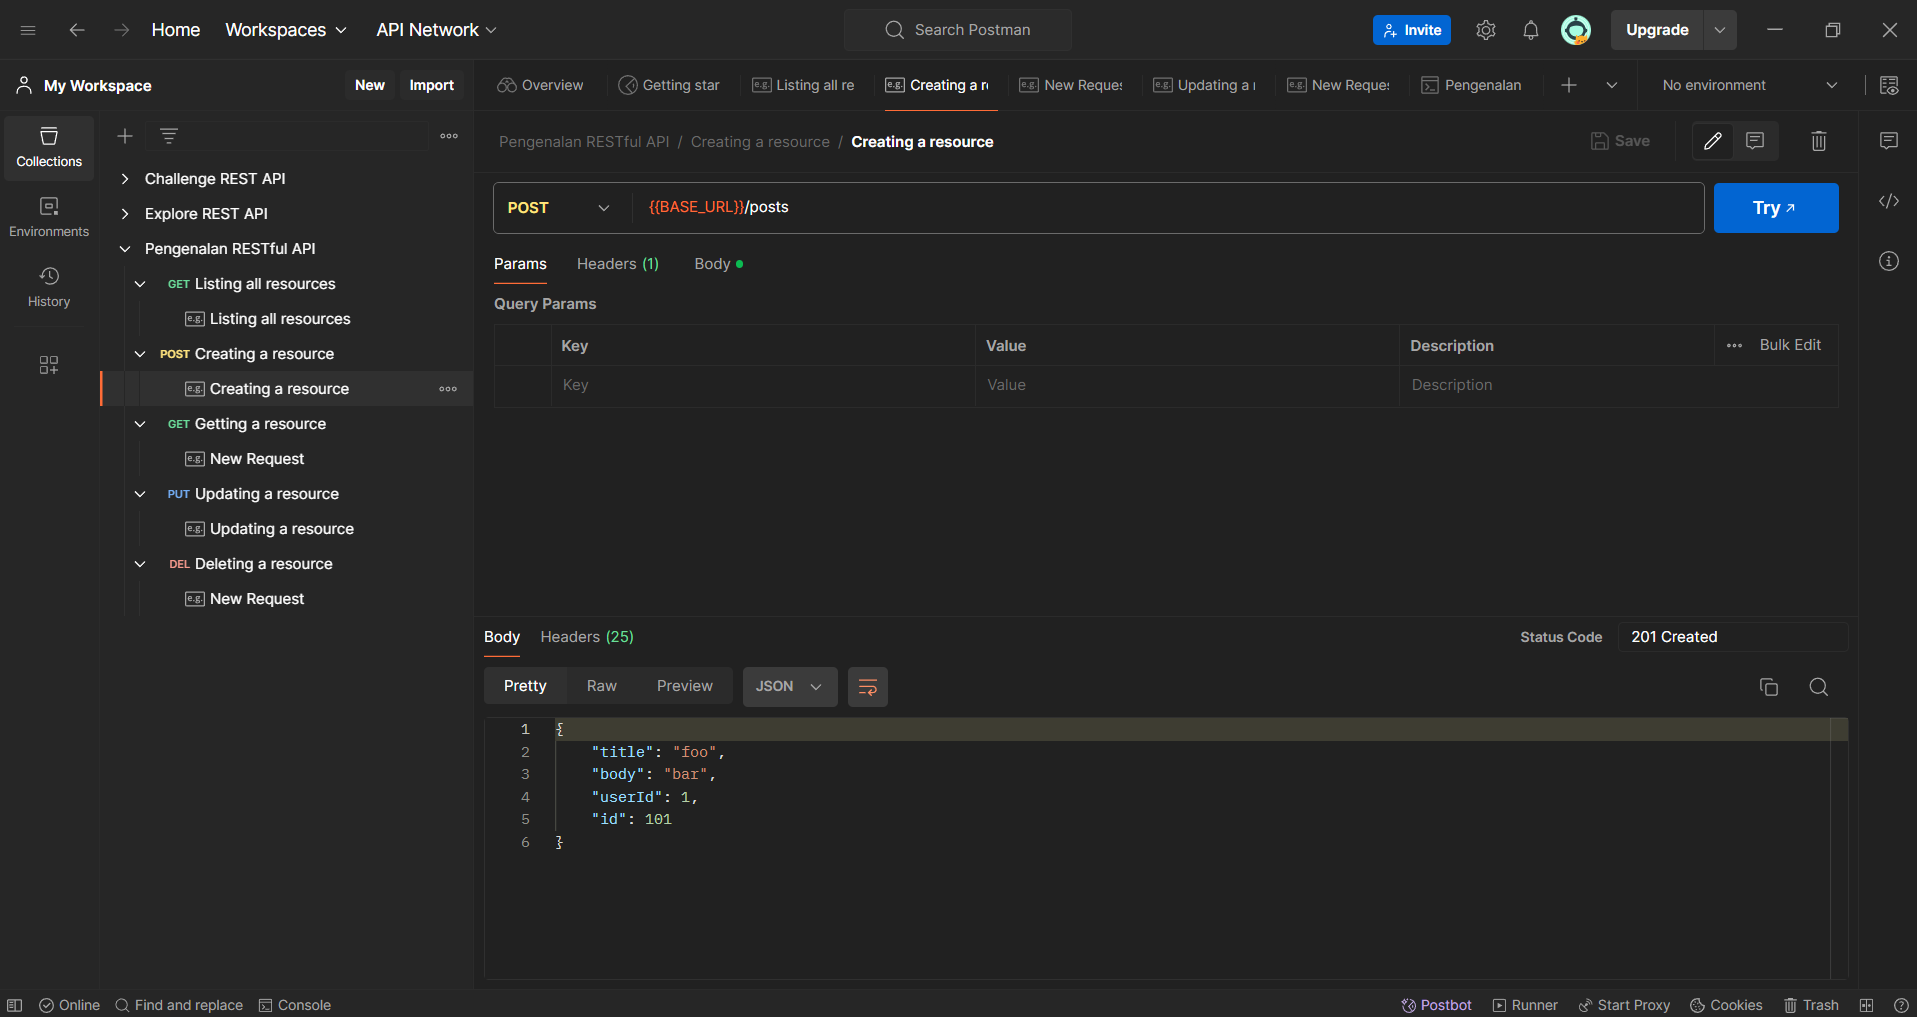 Home Workspaces API Network Search Postman Invite Upgrade
My Workspace New Import Overview Getting star Listing all re Creating a re New Reques Updating a r New Reques Pengenalan No environment
Collections
Environments
History
Challenge REST API
Explore REST API
Pengenalan RESTful API
GET Listing all resources
e.g. Listing all resources
POST Creating a resource
e.g. Creating a resource
GET Getting a resource
e.g. New Request
PUT Updating a resource
e.g. Updating a resource
DEL Deleting a resource
e.g. New Request
Pengenalan RESTful API / Creating a resource / Creating a resource Save
POST {{BASE_URL}}/posts Try
Params Headers (1) Body
Query Params
Key Value Description Bulk Edit
Key Value Description
Body Headers (25) Status Code 201 Created
Pretty Raw Preview JSON
1 {
2 "title": "foo",
3 "body": "bar",
4 "userId": 1,
5 "id": 101
6 }
Online Find and replace Console Postbot Runner Start Proxy Cookies Trash